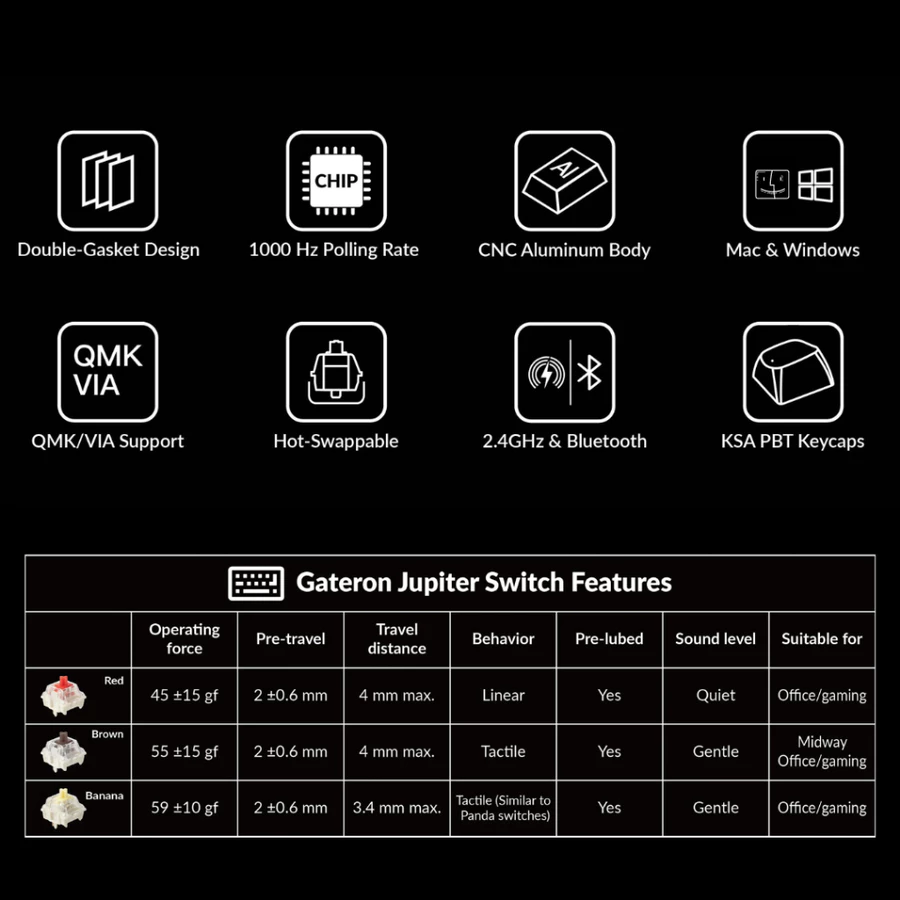 CHIP
Al
Double-Gasket Design
1000 Hz Polling Rate
CNC Aluminum Body
Mac & Windows
QMK
VIA
QMK/VIA Support
Hot-Swappable
2.4GHz & Bluetooth
KSA PBT Keycaps
Gateron Jupiter Switch Features
Operating
force
Pre-travel
Travel
distance
Behavior
Pre-lubed
Sound level
Suitable for
Red
45 ±15 gf
2 ±0.6 mm
4 mm max.
Linear
Yes
Quiet
Office/gaming
Brown
55 ±15 gf
2 ±0.6 mm
4 mm max.
Tactile
Yes
Gentle
Midway
Office/gaming
Banana
59 ±10 gf
2 ±0.6 mm
3.4 mm max.
Tactile (Similar to
Panda switches)
Yes
Gentle
Office/gaming